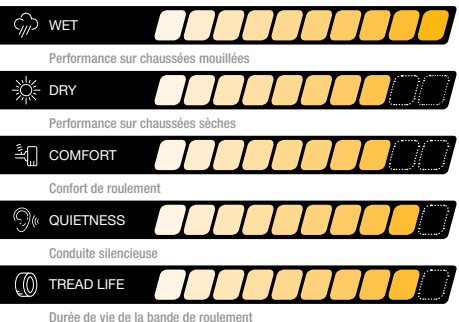 WET
Performance sur chaussées mouillées
DRY
Performance sur chaussées sèches
COMFORT
Confort de roulement
QUIETNESS
Conduite silencieuse
TREAD LIFE
Durée de vie de la bande de roulement